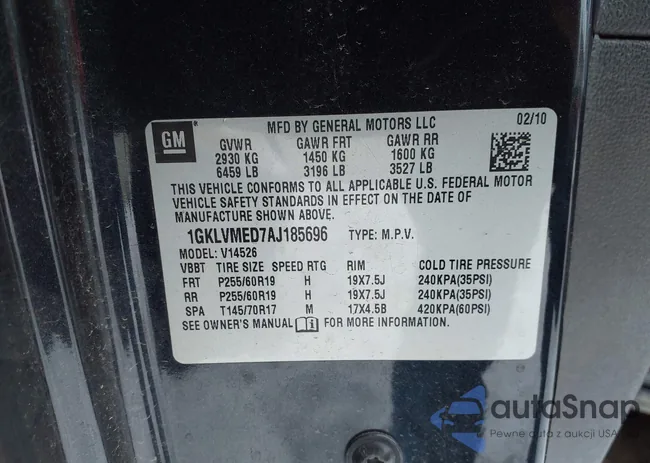 GM
MFD BY GENERAL MOTORS LLC 02/10
GVWR GAWR FRT GAWR RR
2930 KG 1450 KG 1600 KG
6459 LB 3196 LB 3527 LB
THIS VEHICLE CONFORMS TO ALL APPLICABLE U.S. FEDERAL MOTOR
VEHICLE SAFETY STANDARDS IN EFFECT ON THE DATE OF
MANUFACTURE SHOWN ABOVE.
1GKLVMED7AJ185696 TYPE: M.P.V.
MODEL: V14526
VBBT TIRE SIZE SPEED RTG RIM COLD TIRE PRESSURE
FRT P255/60R19 H 19X7.5J 240KPA(35PSI)
RR P255/60R19 H 19X7.5J 240KPA(35PSI)
SPA T145/70R17 M 17X4.5B 420KPA(60PSI)
SEE OWNER'S MANUAL i FOR MORE INFORMATION.
autaSnap
Pewne auta z aukcji USA